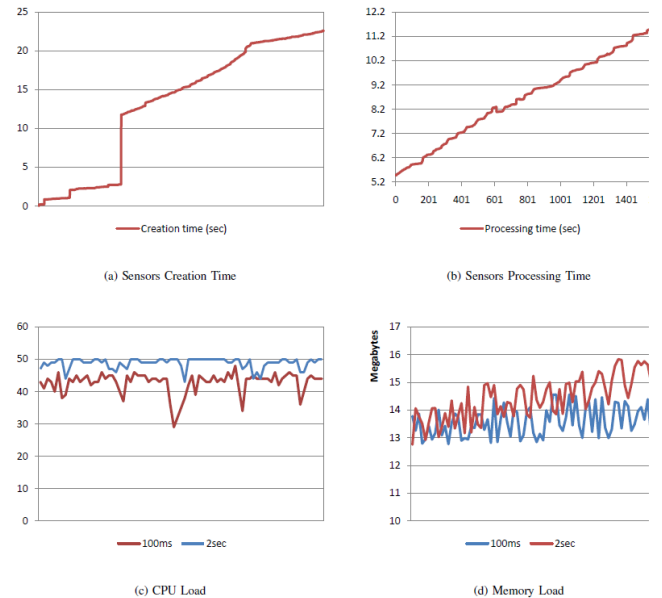 25
20
15
10
5
0
Creation time (sec)
(a) Sensors Creation Time
12.2
11.2
10.2
9.2
8.2
7.2
6.2
5.2
0 201 401 601 801 1001 1201 1401
Processing time (sec)
(b) Sensors Processing Time
60
50
40
30
20
10
0
100ms 2sec
(c) CPU Load
Megabytes
17
16
15
14
13
12
11
10
100ms 2sec
(d) Memory Load